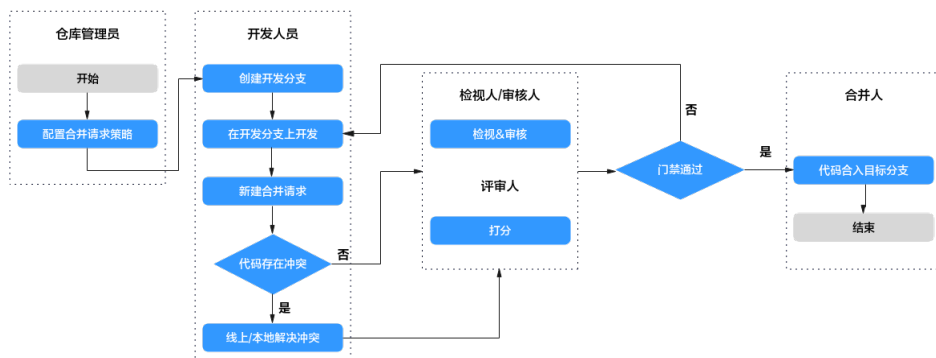 仓库管理员
开始
配置合并请求策略
开发人员
创建开发分支
在开发分支上开发
新建合并请求
代码存在冲突
否
是
线上/本地解决冲突
检视人/审核人
检视&审核
评审人
打分
门禁通过
否
是
合并人
代码合入目标分支
结束